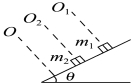 O O₂ O₁
m₁
m₂
θ